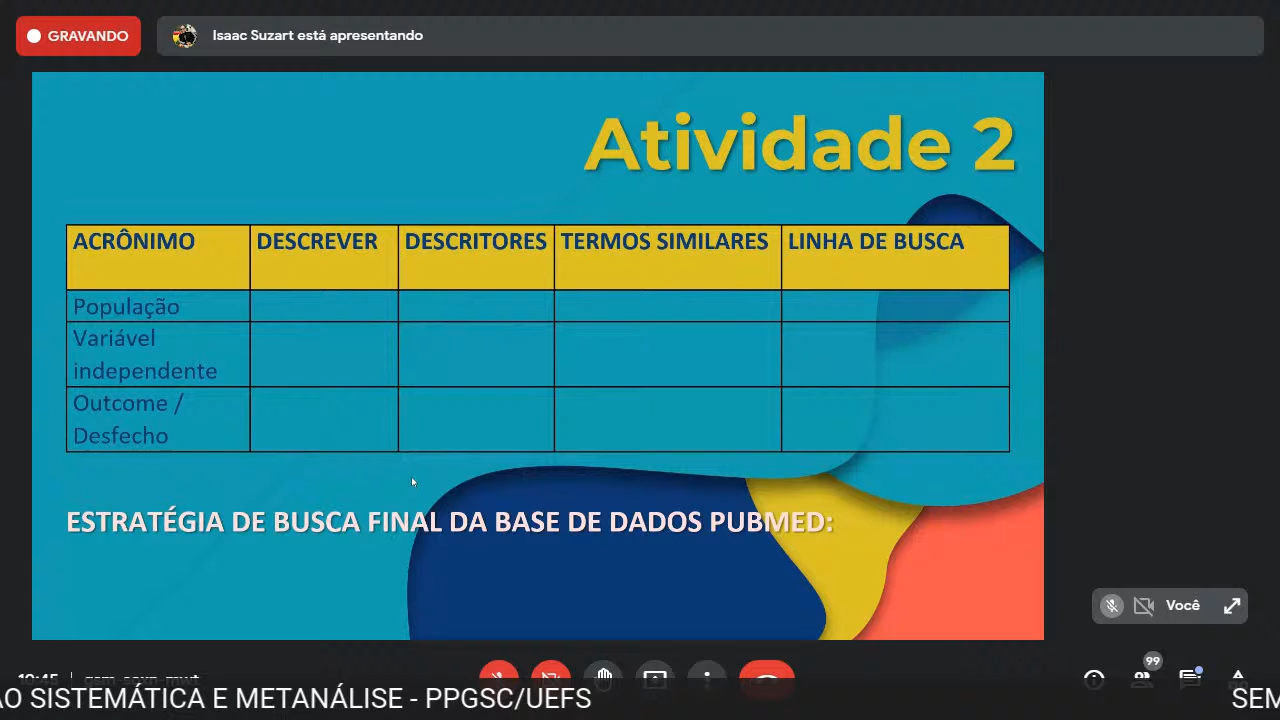 GRAVANDO
Isaac Suzart está apresentando
Atividade 2
ACRÔNIMO DESCREVER DESCRITORES TERMOS SIMILARES LINHA DE BUSCA
População
Variável
independente
Outcome /
Desfecho
ESTRATÉGIA DE BUSCA FINAL DA BASE DE DADOS PUBMED:
Você
99
ÃO SISTEMÁTICA E METANÁLISE - PPGSC/UEFS
SEM